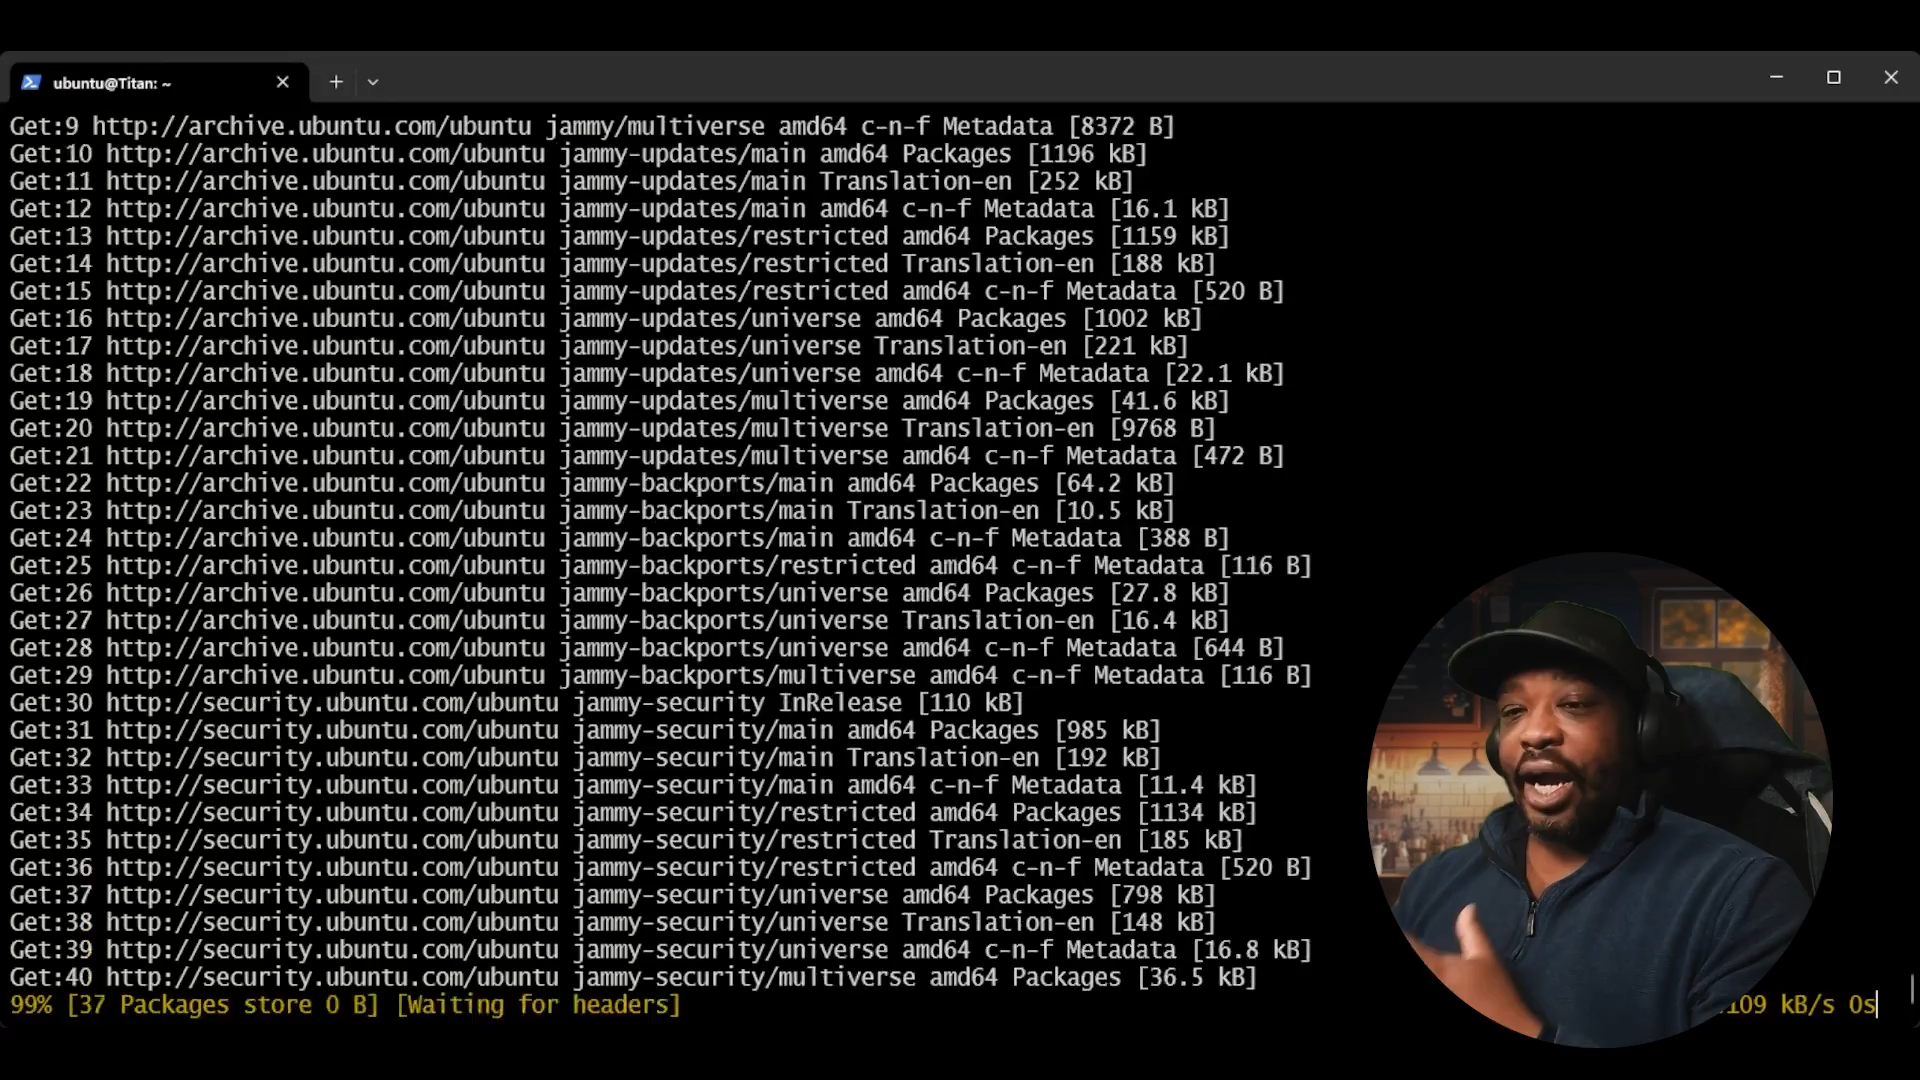 ubuntu@Titan: ~
Get:9 http://archive.ubuntu.com/ubuntu jammy/multiverse amd64 c-n-f Metadata [8372 B]
Get:10 http://archive.ubuntu.com/ubuntu jammy-updates/main amd64 Packages [1196 kB]
Get:11 http://archive.ubuntu.com/ubuntu jammy-updates/main Translation-en [252 kB]
Get:12 http://archive.ubuntu.com/ubuntu jammy-updates/main amd64 c-n-f Metadata [16.1 kB]
Get:13 http://archive.ubuntu.com/ubuntu jammy-updates/restricted amd64 Packages [1159 kB]
Get:14 http://archive.ubuntu.com/ubuntu jammy-updates/restricted Translation-en [188 kB]
Get:15 http://archive.ubuntu.com/ubuntu jammy-updates/restricted amd64 c-n-f Metadata [520 B]
Get:16 http://archive.ubuntu.com/ubuntu jammy-updates/universe amd64 Packages [1002 kB]
Get:17 http://archive.ubuntu.com/ubuntu jammy-updates/universe Translation-en [221 kB]
Get:18 http://archive.ubuntu.com/ubuntu jammy-updates/universe amd64 c-n-f Metadata [22.1 kB]
Get:19 http://archive.ubuntu.com/ubuntu jammy-updates/multiverse amd64 Packages [41.6 kB]
Get:20 http://archive.ubuntu.com/ubuntu jammy-updates/multiverse Translation-en [9768 B]
Get:21 http://archive.ubuntu.com/ubuntu jammy-updates/multiverse amd64 c-n-f Metadata [472 B]
Get:22 http://archive.ubuntu.com/ubuntu jammy-backports/main amd64 Packages [64.2 kB]
Get:23 http://archive.ubuntu.com/ubuntu jammy-backports/main Translation-en [10.5 kB]
Get:24 http://archive.ubuntu.com/ubuntu jammy-backports/main amd64 c-n-f Metadata [388 B]
Get:25 http://archive.ubuntu.com/ubuntu jammy-backports/restricted amd64 c-n-f Metadata [116 B]
Get:26 http://archive.ubuntu.com/ubuntu jammy-backports/universe amd64 Packages [27.8 kB]
Get:27 http://archive.ubuntu.com/ubuntu jammy-backports/universe Translation-en [16.4 kB]
Get:28 http://archive.ubuntu.com/ubuntu jammy-backports/universe amd64 c-n-f Metadata [644 B]
Get:29 http://archive.ubuntu.com/ubuntu jammy-backports/multiverse amd64 c-n-f Metadata [116 B]
Get:30 http://security.ubuntu.com/ubuntu jammy-security InRelease [110 kB]
Get:31 http://security.ubuntu.com/ubuntu jammy-security/main amd64 Packages [985 kB]
Get:32 http://security.ubuntu.com/ubuntu jammy-security/main Translation-en [192 kB]
Get:33 http://security.ubuntu.com/ubuntu jammy-security/main amd64 c-n-f Metadata [11.4 kB]
Get:34 http://security.ubuntu.com/ubuntu jammy-security/restricted amd64 Packages [1134 kB]
Get:35 http://security.ubuntu.com/ubuntu jammy-security/restricted Translation-en [185 kB]
Get:36 http://security.ubuntu.com/ubuntu jammy-security/restricted amd64 c-n-f Metadata [520 B]
Get:37 http://security.ubuntu.com/ubuntu jammy-security/universe amd64 Packages [798 kB]
Get:38 http://security.ubuntu.com/ubuntu jammy-security/universe Translation-en [148 kB]
Get:39 http://security.ubuntu.com/ubuntu jammy-security/universe amd64 c-n-f Metadata [16.8 kB]
Get:40 http://security.ubuntu.com/ubuntu jammy-security/multiverse amd64 Packages [36.5 kB]
99% [37 Packages store 0 B] [Waiting for headers] kB/s 0s